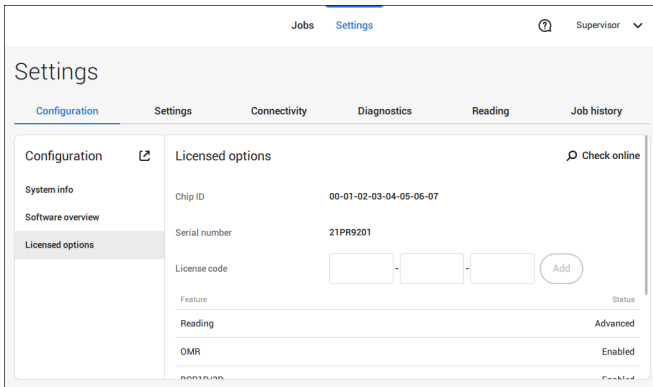 Jobs Settings Supervisor
Settings
Configuration Settings Connectivity Diagnostics Reading Job history
Configuration
System info
Software overview
Licensed options
Licensed options Check online
Chip ID 00-01-02-03-04-05-06-07
Serial number 21PR9201
License code - - Add
Feature Status
Reading Advanced
OMR Enabled
Enabled